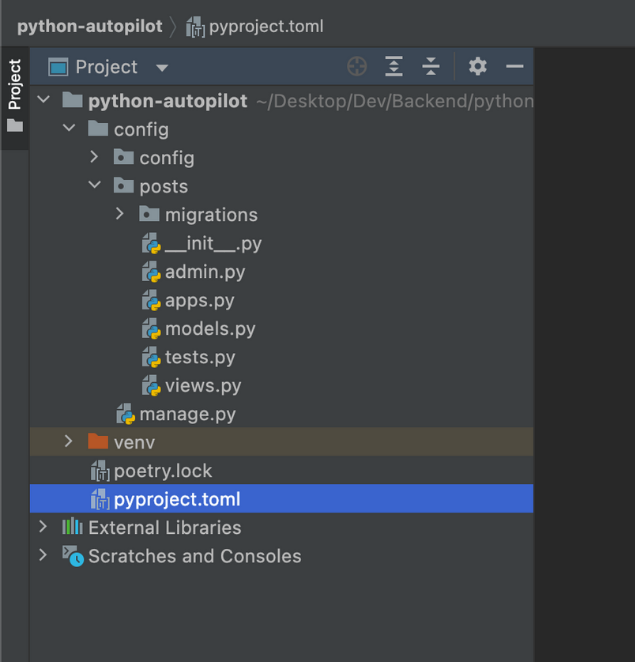 python-autopilot 〉 pyproject.toml
Project
Project
python-autopilot ~/Desktop/Dev/Backend/python
config
config
posts
migrations
__init__.py
admin.py
apps.py
models.py
tests.py
views.py
manage.py
venv
poetry.lock
pyproject.toml
External Libraries
Scratches and Consoles